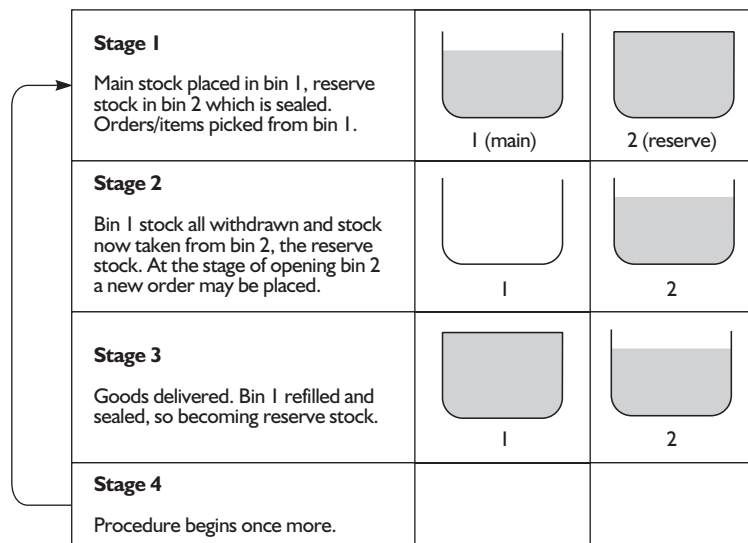 Stage 1
Main stock placed in bin 1, reserve
stock in bin 2 which is sealed.
Orders/items picked from bin 1.
1 (main)
2 (reserve)
Stage 2
Bin 1 stock all withdrawn and stock
now taken from bin 2, the reserve
stock. At the stage of opening bin 2
a new order may be placed.
1
2
Stage 3
Goods delivered. Bin 1 refilled and
sealed, so becoming reserve stock.
1
2
Stage 4
Procedure begins once more.